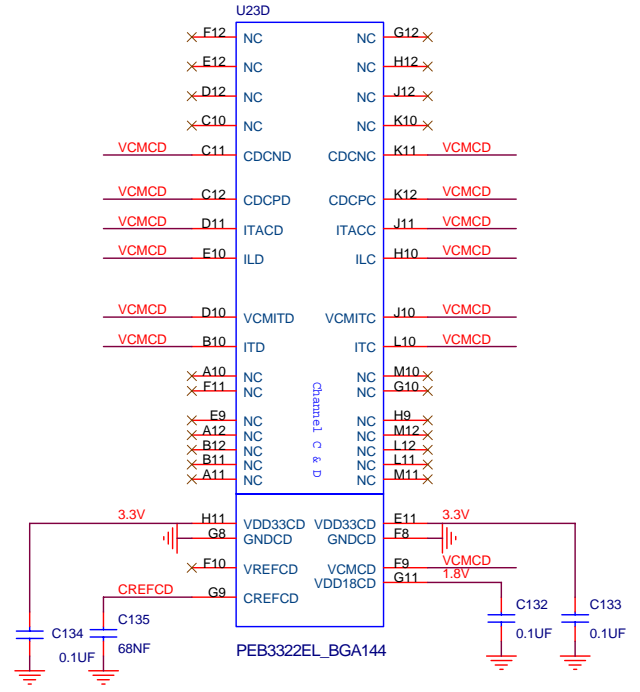 U23D
F12 NC NC G12
E12 NC NC H12
D12 NC NC J12
C10 NC NC K10
VCMCD C11 CDCND CDCNC K11 VCMCD
VCMCD C12 CDCPD CDCPC K12 VCMCD
VCMCD D11 ITACD ITACC J11 VCMCD
VCMCD E10 ILD ILC H10 VCMCD
VCMCD D10 VCMITD VCMITC J10 VCMCD
VCMCD B10 ITD ITC L10 VCMCD
A10 NC NC M10
F11 NC NC G10
Channel C & D
E9 NC NC H9
A12 NC NC M12
B12 NC NC L12
B11 NC NC L11
A11 NC NC M11
3.3V H11 VDD33CD VDD33CD E11 3.3V
G8 GNDCD GNDCD F8
F10 VREFCD VCMCD F9 VCMCD
VDD18CD G11 1.8V
CREFCD G9 CREFCD
C134 C135 C132 C133
0.1UF 68NF 0.1UF 0.1UF
PEB3322EL_BGA144